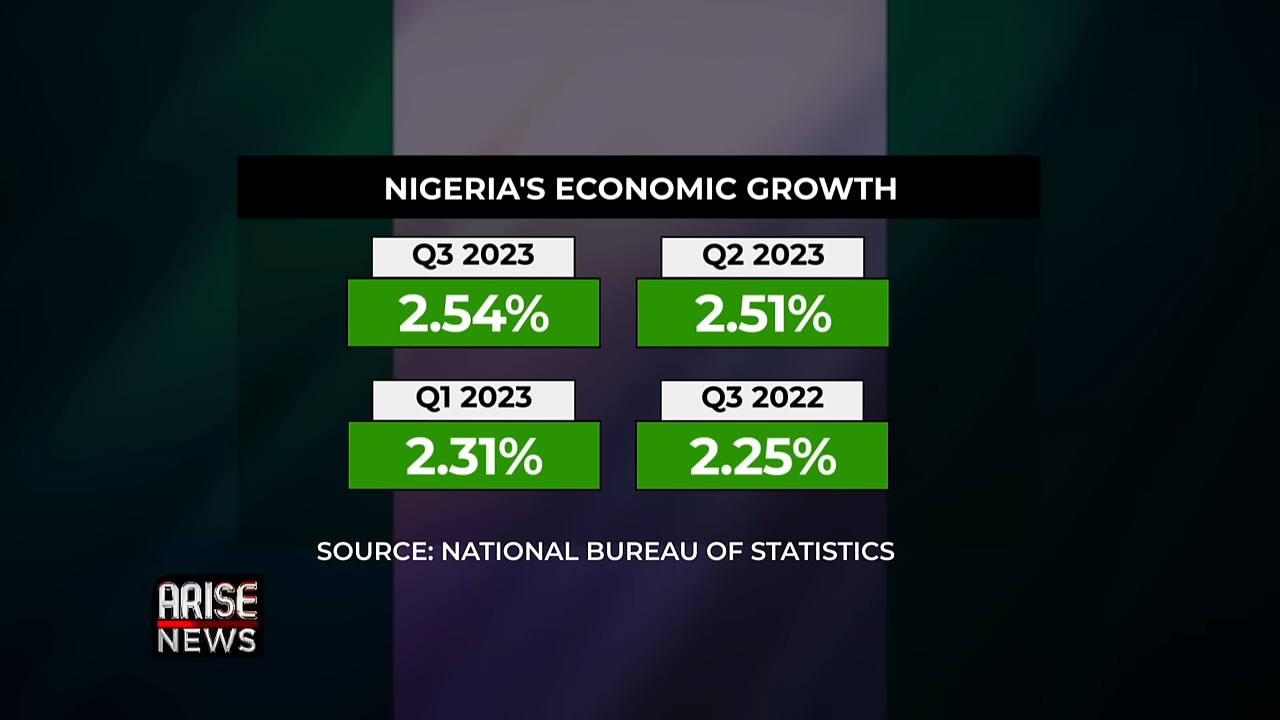 NIGERIA'S ECONOMIC GROWTH
Q3 2023
2.54%
Q2 2023
2.51%
Q1 2023
2.31%
Q3 2022
2.25%
SOURCE: NATIONAL BUREAU OF STATISTICS
ARISE
NEWS